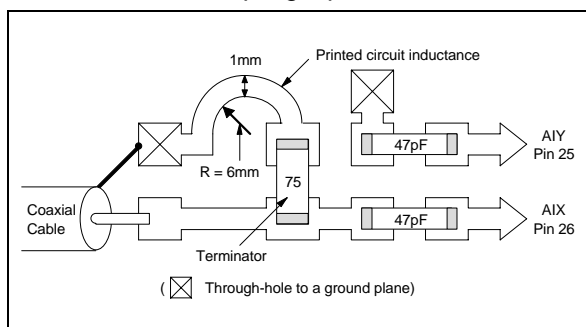 Printed circuit inductance
1mm
R = 6mm
47pF
AIY
Pin 25
75
Coaxial
Cable
47pF
AIX
Pin 26
Terminator
( Through-hole to a ground plane)